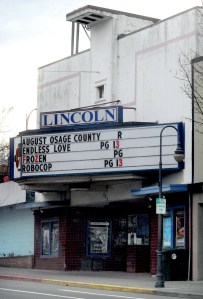 LINCOLN
AUGUST OSAGE COUNTY R
ENDLESS LOVE PG 13
FROZEN PG
ROBOCOP PG 13